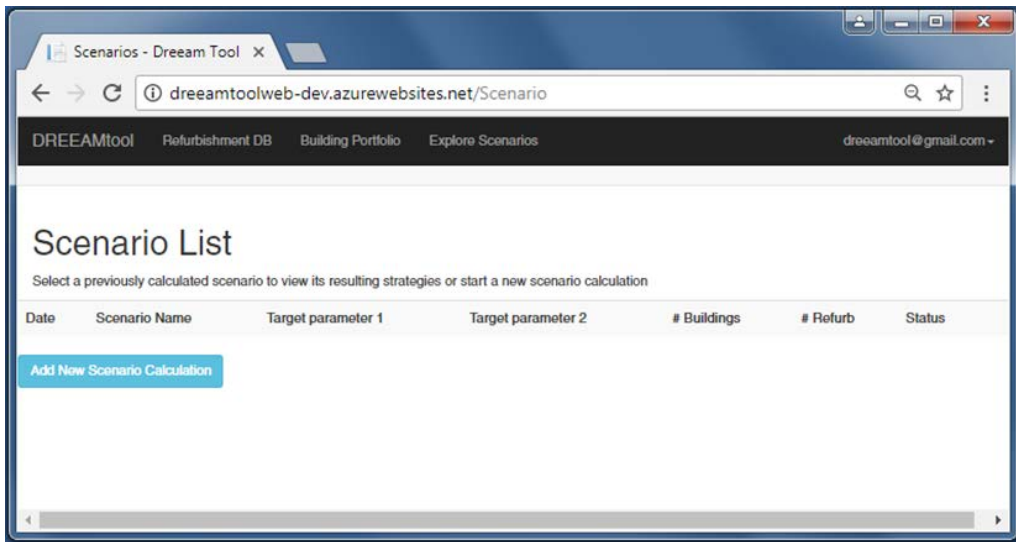 Scenarios - Dreeam Tool
dreeamtoolweb-dev.azurewebsites.net/Scenario
DREEAMtool Refurbishment DB Building Portfolio Explore Scenarios dreeamtool@gmail.com
Scenario List
Select a previously calculated scenario to view its resulting strategies or start a new scenario calculation
Date Scenario Name Target parameter 1 Target parameter 2 # Buildings # Refurb Status
Add New Scenario Calculation